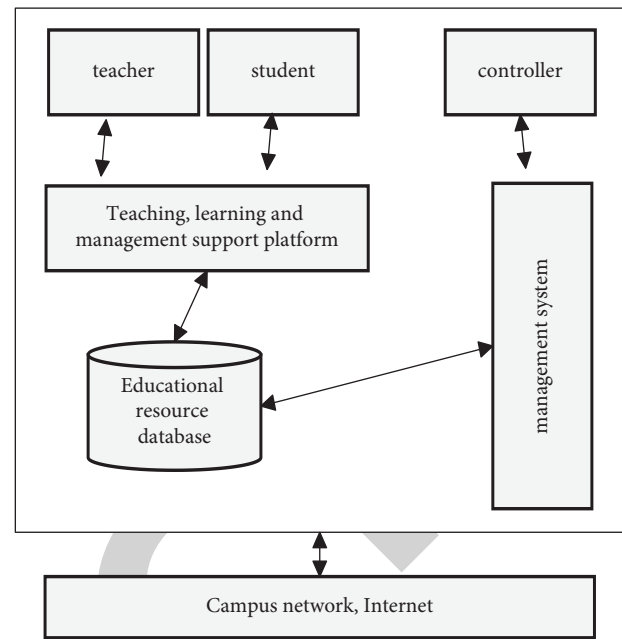 teacher
student
controller
Teaching, learning and
management support platform
management system
Educational
resource
database
Campus network, Internet